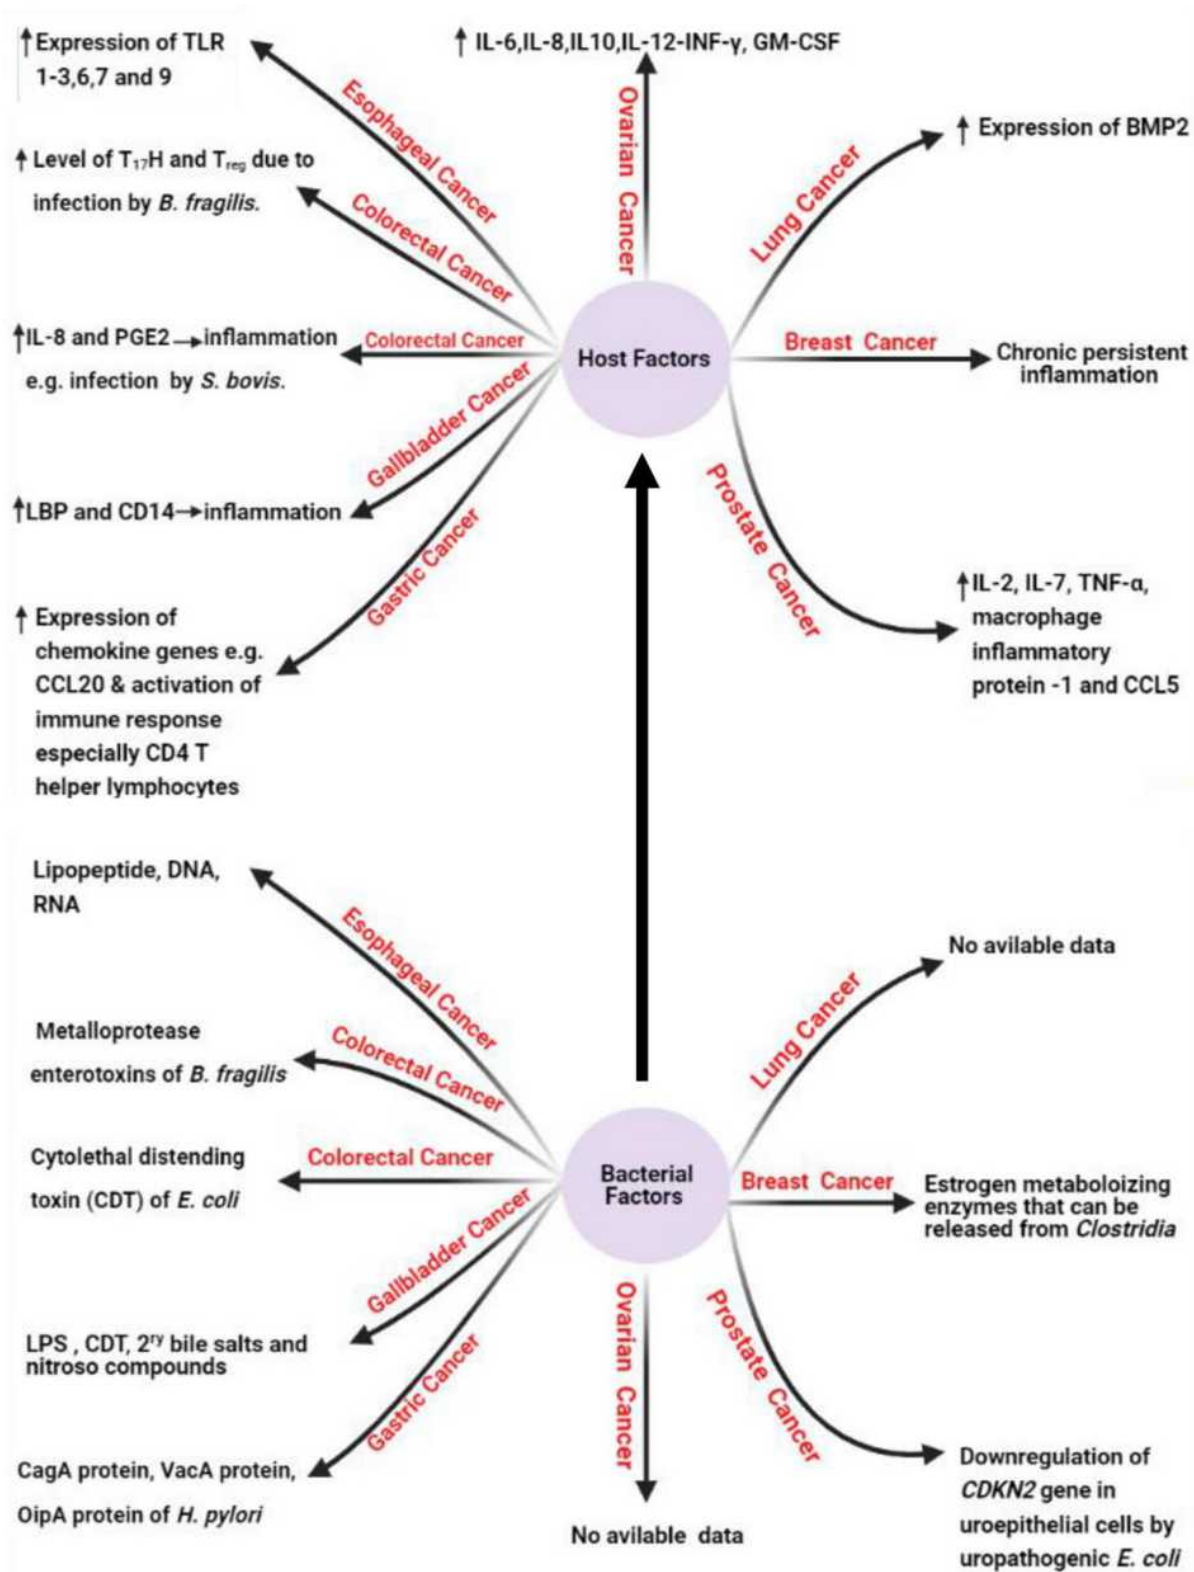 ↑ Expression of TLR
1-3,6,7 and 9
Esophageal Cancer
↑ IL-6,IL-8,IL10,IL-12-INF-γ, GM-CSF
Ovarian Cancer
↑ Expression of BMP2
Lung Cancer
↑ Level of T₁₇H and Treg due to
infection by B. fragilis.
Colorectal Cancer
↑IL-8 and PGE2→inflammation
e.g. infection by S. bovis.
Colorectal Cancer
Host Factors
Breast Cancer
Chronic persistent
inflammation
Gallbladder Cancer
↑LBP and CD14→inflammation
Gastric Cancer
↑ Expression of
chemokine genes e.g.
CCL20 & activation of
immune response
especially CD4 T
helper lymphocytes
Prostate Cancer
↑IL-2, IL-7, TNF-α,
macrophage
inflammatory
protein -1 and CCL5
Lipopeptide, DNA,
RNA
Esophageal Cancer
No avilable data
Lung Cancer
Metalloprotease
enterotoxins of B. fragilis
Colorectal Cancer
Cytolethal distending
toxin (CDT) of E. coli
Colorectal Cancer
Bacterial
Factors
Breast Cancer
Estrogen metaboloizing
enzymes that can be
released from Clostridia
Gallbladder Cancer
LPS , CDT, 2ʳʸ bile salts and
nitroso compounds
Gastric Cancer
CagA protein, VacA protein,
OipA protein of H. pylori
Ovarian Cancer
No avilable data
Prostate Cancer
Downregulation of
CDKN2 gene in
uroepithelial cells by
uropathogenic E. coli